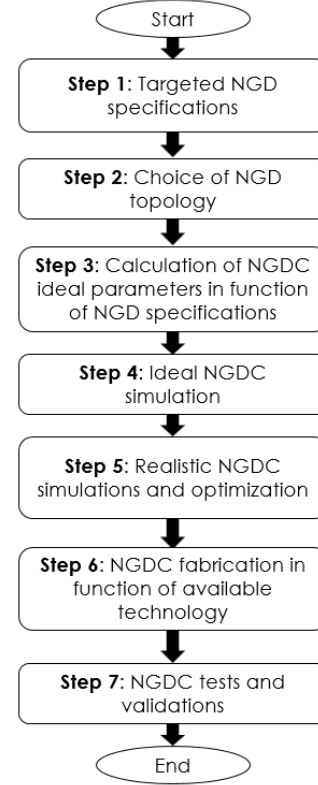 Start
Step 1: Targeted NGD
specifications
Step 2: Choice of NGD
topology
Step 3: Calculation of NGDC
ideal parameters in function
of NGD specifications
Step 4: Ideal NGDC
simulation
Step 5: Realistic NGDC
simulations and optimization
Step 6: NGDC fabrication in
function of available
technology
Step 7: NGDC tests and
validations
End